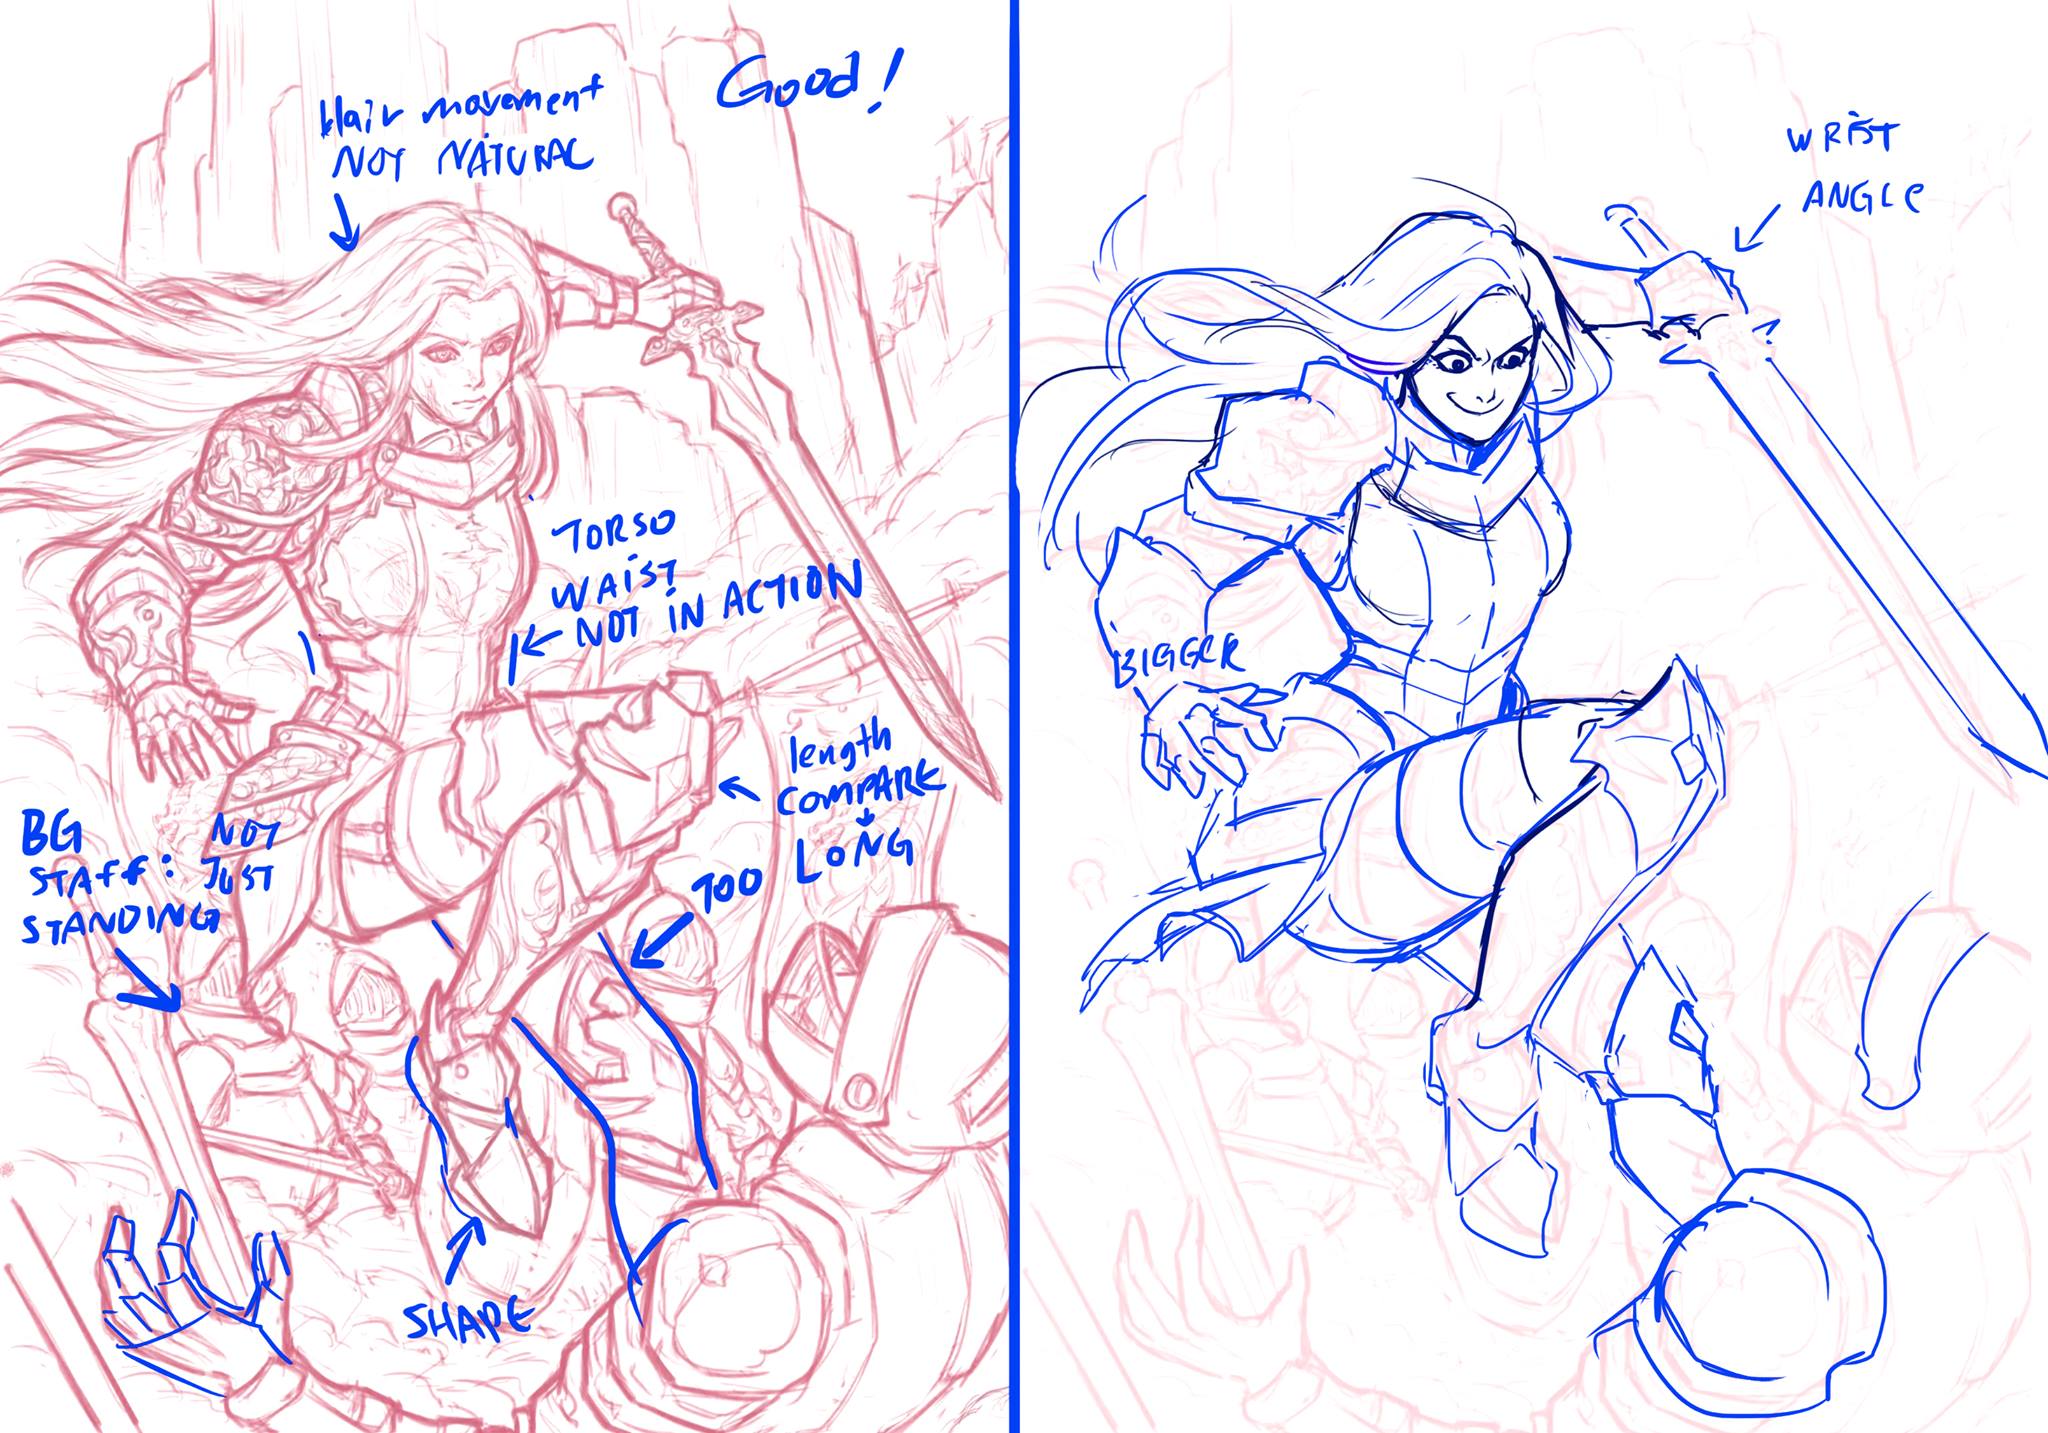 Good!
Hair movement
NOT NATURAL
TORSO
WAIST
NOT IN ACTION
length
COMPARE
LONG
TOO
BG
STAFF: NOT
JUST
STANDING
SHAPE
WRIST
ANGLE
BIGGER